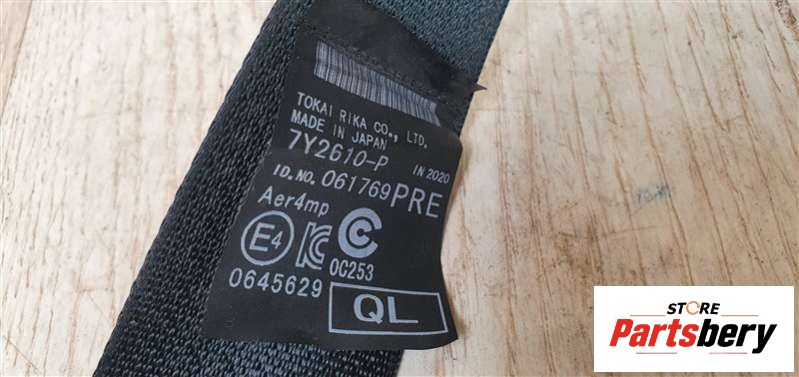 TOKAI RIKA CO., LTD.
MADE IN JAPAN
7Y2610-P IN 2020
ID. NO. 061769PRE
Aer4mp
E4 KC C
0C253
0645629
QL
STORE
Partsbery